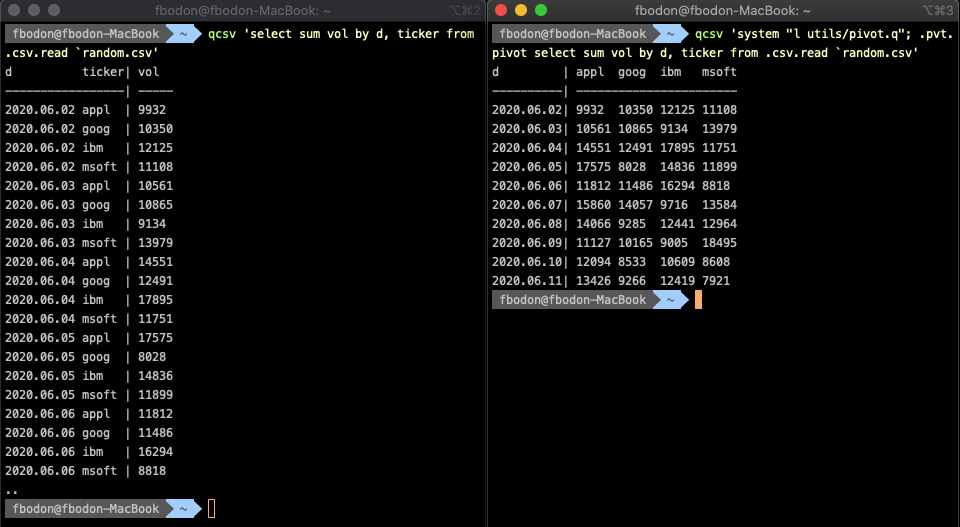 fbodon@fbodon-MacBook: ~
⌥⌘2
fbodon@fbodon-MacBook ~ qcsv 'select sum vol by d, ticker from
.csv.read `random.csv'
d          ticker| vol
-----------------| -----
2020.06.02 appl  | 9932
2020.06.02 goog  | 10350
2020.06.02 ibm   | 12125
2020.06.02 msoft | 11108
2020.06.03 appl  | 10561
2020.06.03 goog  | 10865
2020.06.03 ibm   | 9134
2020.06.03 msoft | 13979
2020.06.04 appl  | 14551
2020.06.04 goog  | 12491
2020.06.04 ibm   | 17895
2020.06.04 msoft | 11751
2020.06.05 appl  | 17575
2020.06.05 goog  | 8028
2020.06.05 ibm   | 14836
2020.06.05 msoft | 11899
2020.06.06 appl  | 11812
2020.06.06 goog  | 11486
2020.06.06 ibm   | 16294
2020.06.06 msoft | 8818
..
fbodon@fbodon-MacBook ~
fbodon@fbodon-MacBook: ~
⌥⌘3
fbodon@fbodon-MacBook ~ qcsv 'system "l utils/pivot.q"; .pvt.
pivot select sum vol by d, ticker from .csv.read `random.csv'
d         | appl  goog  ibm   msoft
----------| -----------------------
2020.06.02| 9932  10350 12125 11108
2020.06.03| 10561 10865 9134  13979
2020.06.04| 14551 12491 17895 11751
2020.06.05| 17575 8028  14836 11899
2020.06.06| 11812 11486 16294 8818
2020.06.07| 15860 14057 9716  13584
2020.06.08| 14066 9285  12441 12964
2020.06.09| 11127 10165 9005  18495
2020.06.10| 12094 8533  10609 8608
2020.06.11| 13426 9266  12419 7921
fbodon@fbodon-MacBook ~